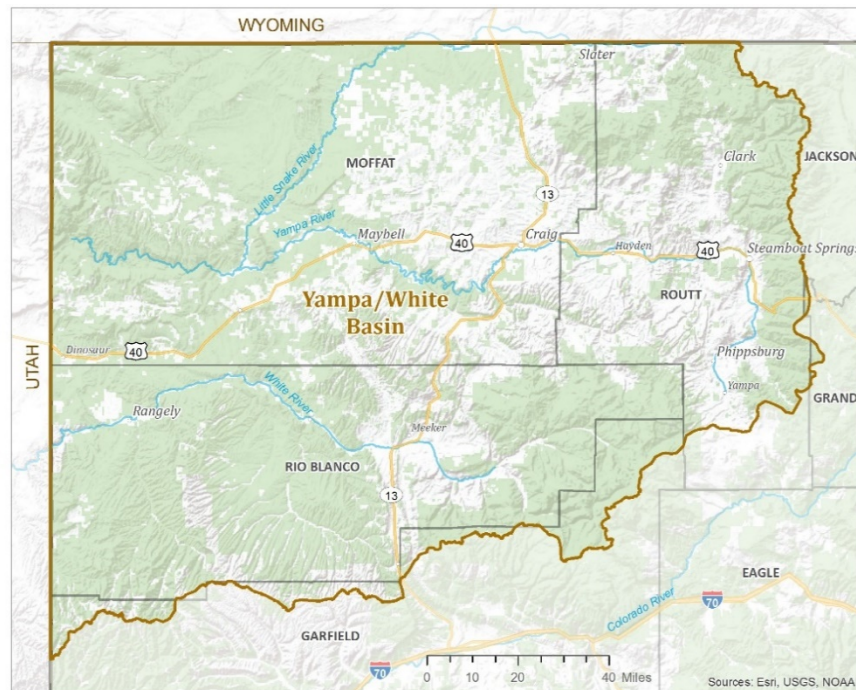 WYOMING
Slater
Clark
JACKSON
MOFFAT
Little Snake River
13
Yampa River
Maybell
40
Craig
Hayden
40
Steamboat Springs
Yampa/White
Basin
ROUTT
UTAH
Dinosaur
40
Phippsburg
Yampa
GRAND
White River
Rangely
Meeker
RIO BLANCO
13
EAGLE
Colorado River
70
GARFIELD
70
0 10 20 40 Miles
Sources: Esri, USGS, NOAA